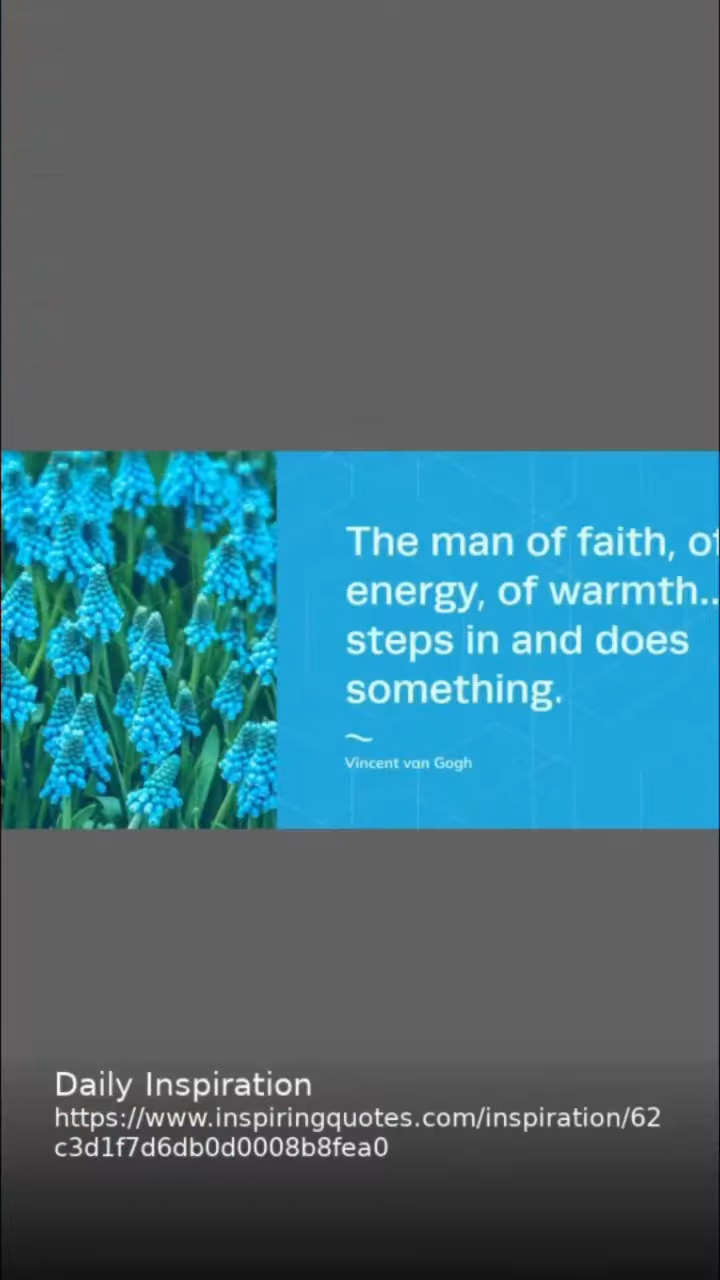 The man of faith, of
energy, of warmth..
steps in and does
something.
~
Vincent van Gogh
Daily Inspiration
https://www.inspiringquotes.com/inspiration/62
c3d1f7d6db0d0008b8fea0